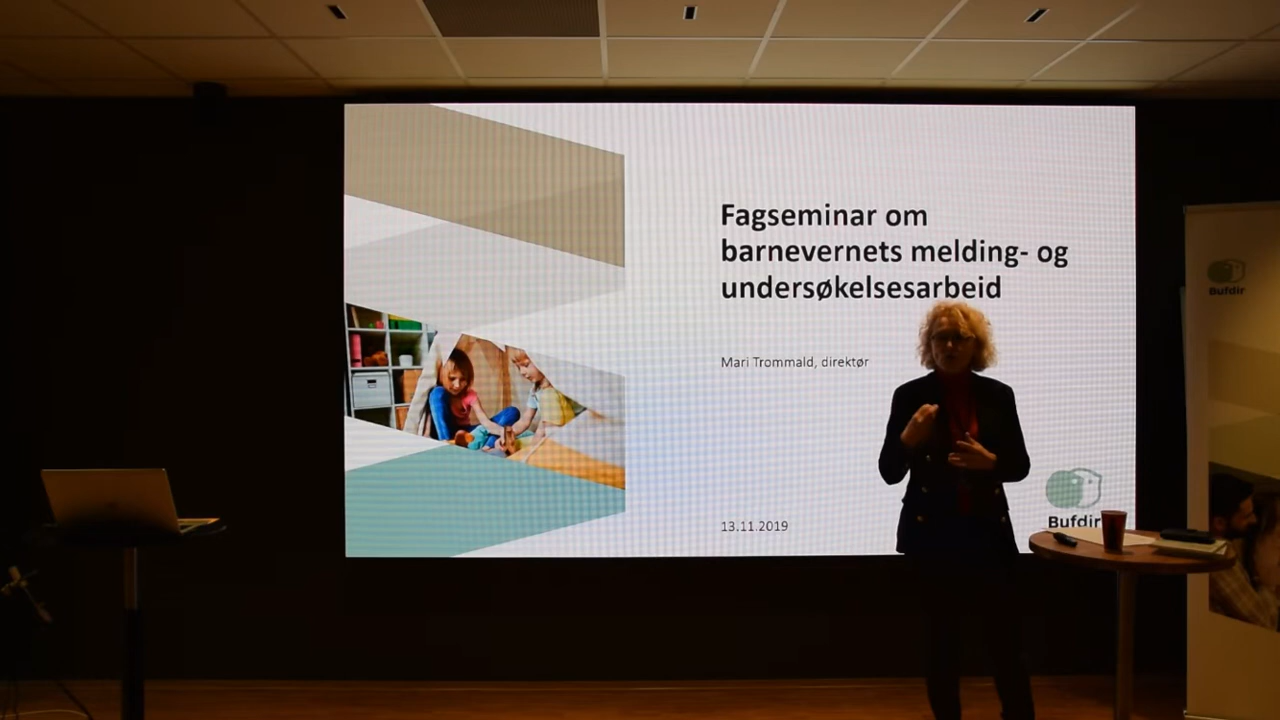 Fagseminar om
barnevernets melding- og
undersøkelsesarbeid
Mari Trommald, direktør
13.11.2019
Bufdir
Bufdir